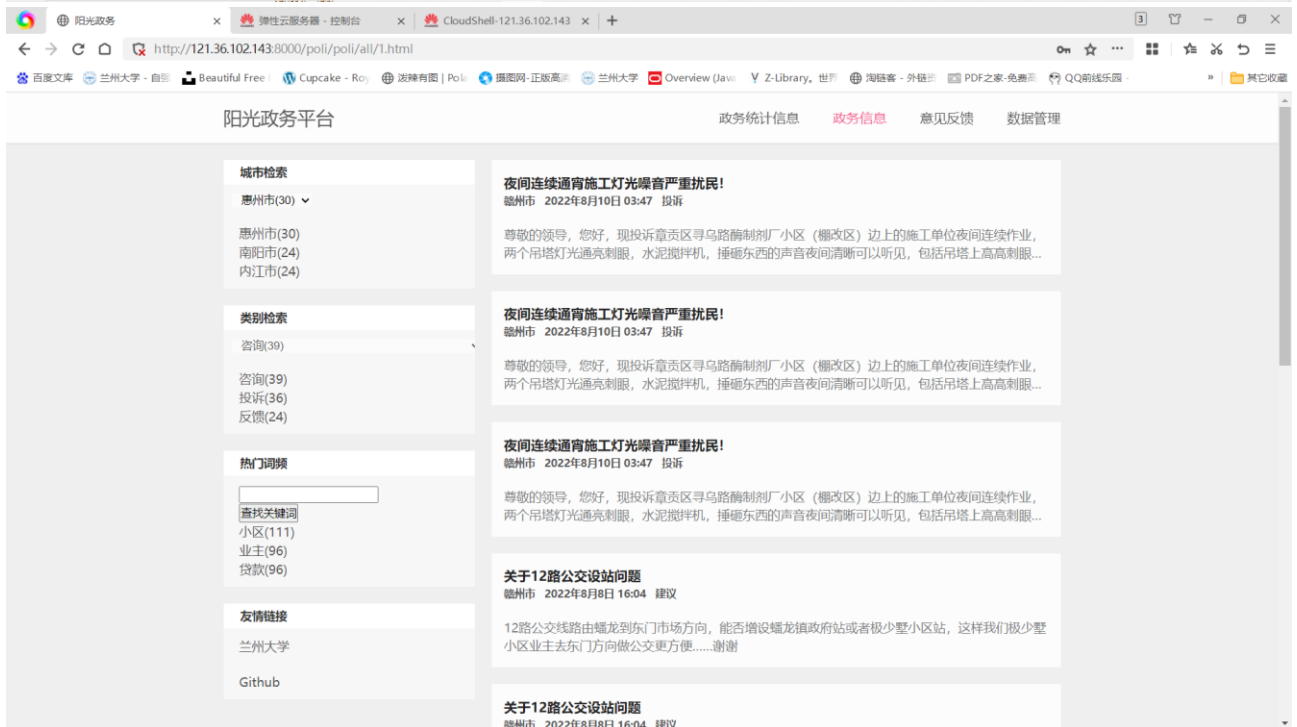 阳光政务
弹性云服务器 - 控制台
CloudShell-121.36.102.143
3
http://121.36.102.143:8000/poli/poli/all/1.html
百度文库
兰州大学 - 自强
Beautiful Free
Cupcake - Roy
泼辣有图 | Pola
摄图网-正版高
兰州大学
Overview (Java
Z-Library。世界
淘链客 - 外链
PDF之家-免费高
QQ前线乐园 -
»
其它收藏
阳光政务平台
政务统计信息
政务信息
意见反馈
数据管理
城市检索
惠州市(30)
惠州市(30)
南阳市(24)
内江市(24)
类别检索
咨询(39)
咨询(39)
投诉(36)
反馈(24)
热门词频
查找关键词
小区(111)
业主(96)
贷款(96)
友情链接
兰州大学
Github
夜间连续通宵施工灯光噪音严重扰民!
赣州市 2022年8月10日 03:47 投诉
尊敬的领导，您好，现投诉章贡区寻乌路酶制剂厂小区（棚改区）边上的施工单位夜间连续作业，
两个吊塔灯光通亮刺眼，水泥搅拌机，捶砸东西的声音夜间清晰可以听见，包括吊塔上高高刺眼...
夜间连续通宵施工灯光噪音严重扰民!
赣州市 2022年8月10日 03:47 投诉
尊敬的领导，您好，现投诉章贡区寻乌路酶制剂厂小区（棚改区）边上的施工单位夜间连续作业，
两个吊塔灯光通亮刺眼，水泥搅拌机，捶砸东西的声音夜间清晰可以听见，包括吊塔上高高刺眼...
夜间连续通宵施工灯光噪音严重扰民!
赣州市 2022年8月10日 03:47 投诉
尊敬的领导，您好，现投诉章贡区寻乌路酶制剂厂小区（棚改区）边上的施工单位夜间连续作业，
两个吊塔灯光通亮刺眼，水泥搅拌机，捶砸东西的声音夜间清晰可以听见，包括吊塔上高高刺眼...
关于12路公交设站问题
赣州市 2022年8月8日 16:04 建议
12路公交线路由蟠龙到东门市场方向，能否增设蟠龙镇政府站或者极少墅小区站，这样我们极少墅
小区业主去东门方向做公交更方便......谢谢
关于12路公交设站问题
赣州市 2022年8月8日 16:04 建议